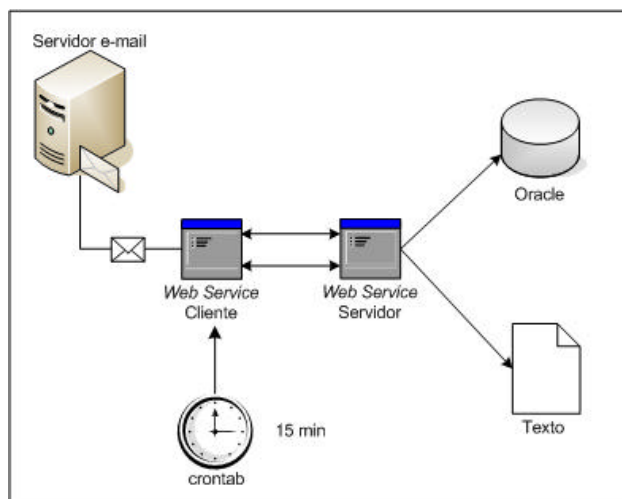 Servidor e-mail
Oracle
Web Service
Cliente
Web Service
Servidor
15 min
crontab
Texto